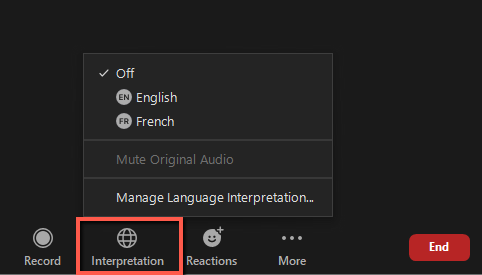 Off
EN English
FR French
Mute Original Audio
Manage Language Interpretation...
Record Interpretation Reactions More End